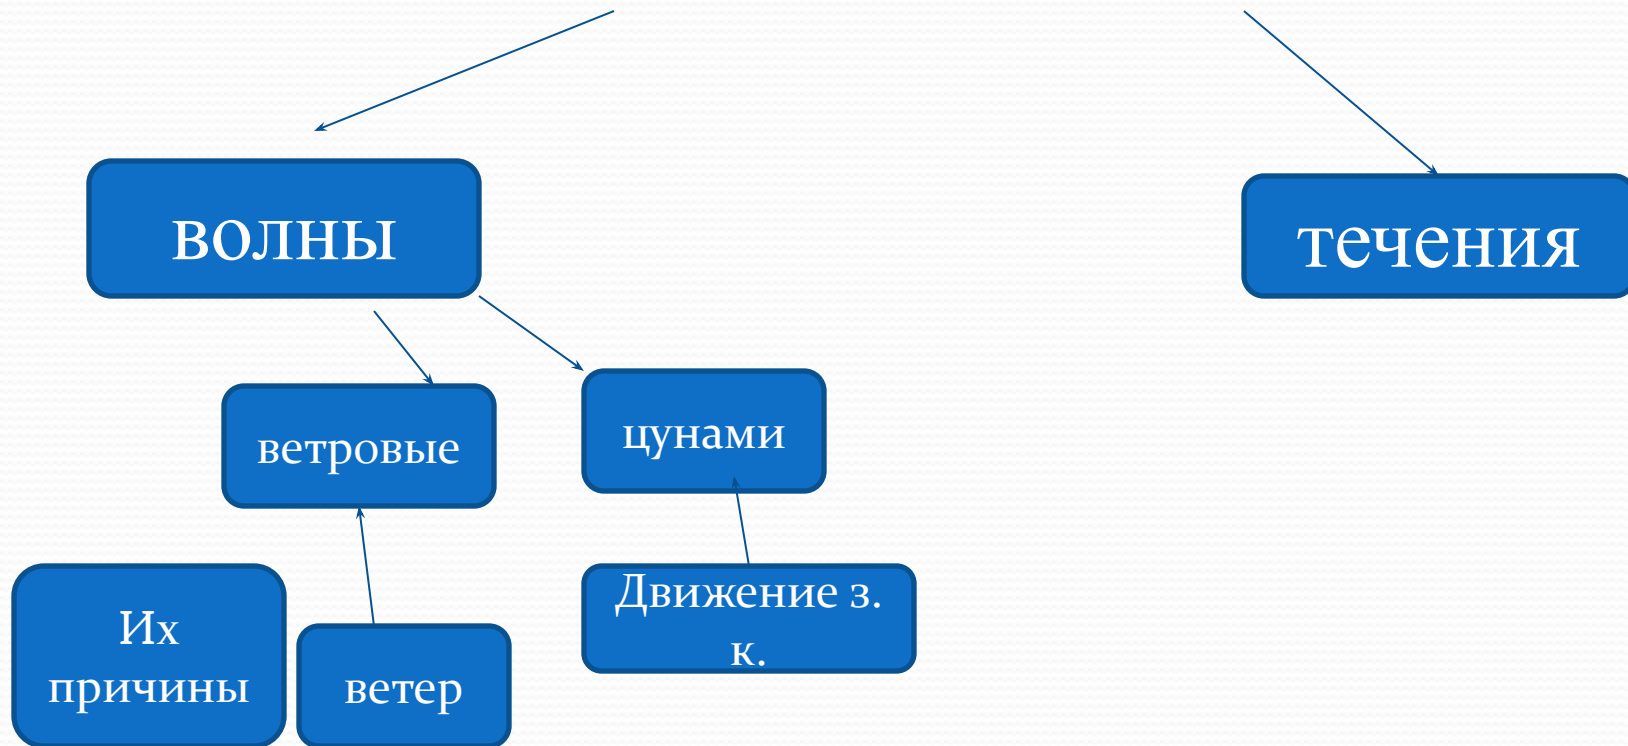 волны
течения
ветровые
цунами
Их
причины
ветер
Движение з.
к.